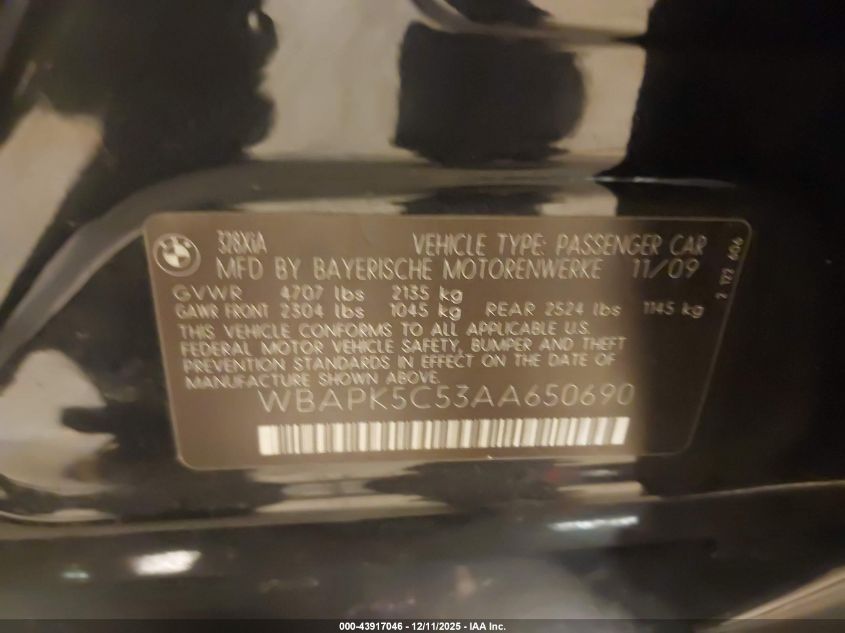 328XiA VEHICLE TYPE: PASSENGER CAR
MFD BY BAYERISCHE MOTORENWERKE 11/09
GVWR 4707 lbs 2135 kg
GAWR FRONT 2304 lbs 1045 kg REAR 2524 lbs 1145 kg
THIS VEHICLE CONFORMS TO ALL APPLICABLE U.S.
FEDERAL MOTOR VEHICLE SAFETY, BUMPER AND THEFT
PREVENTION STANDARDS IN EFFECT ON THE DATE OF
MANUFACTURE SHOWN ABOVE.
WBAPK5C53AA650690
BMW
000-43917046 - 12/11/2025 - IAA Inc.